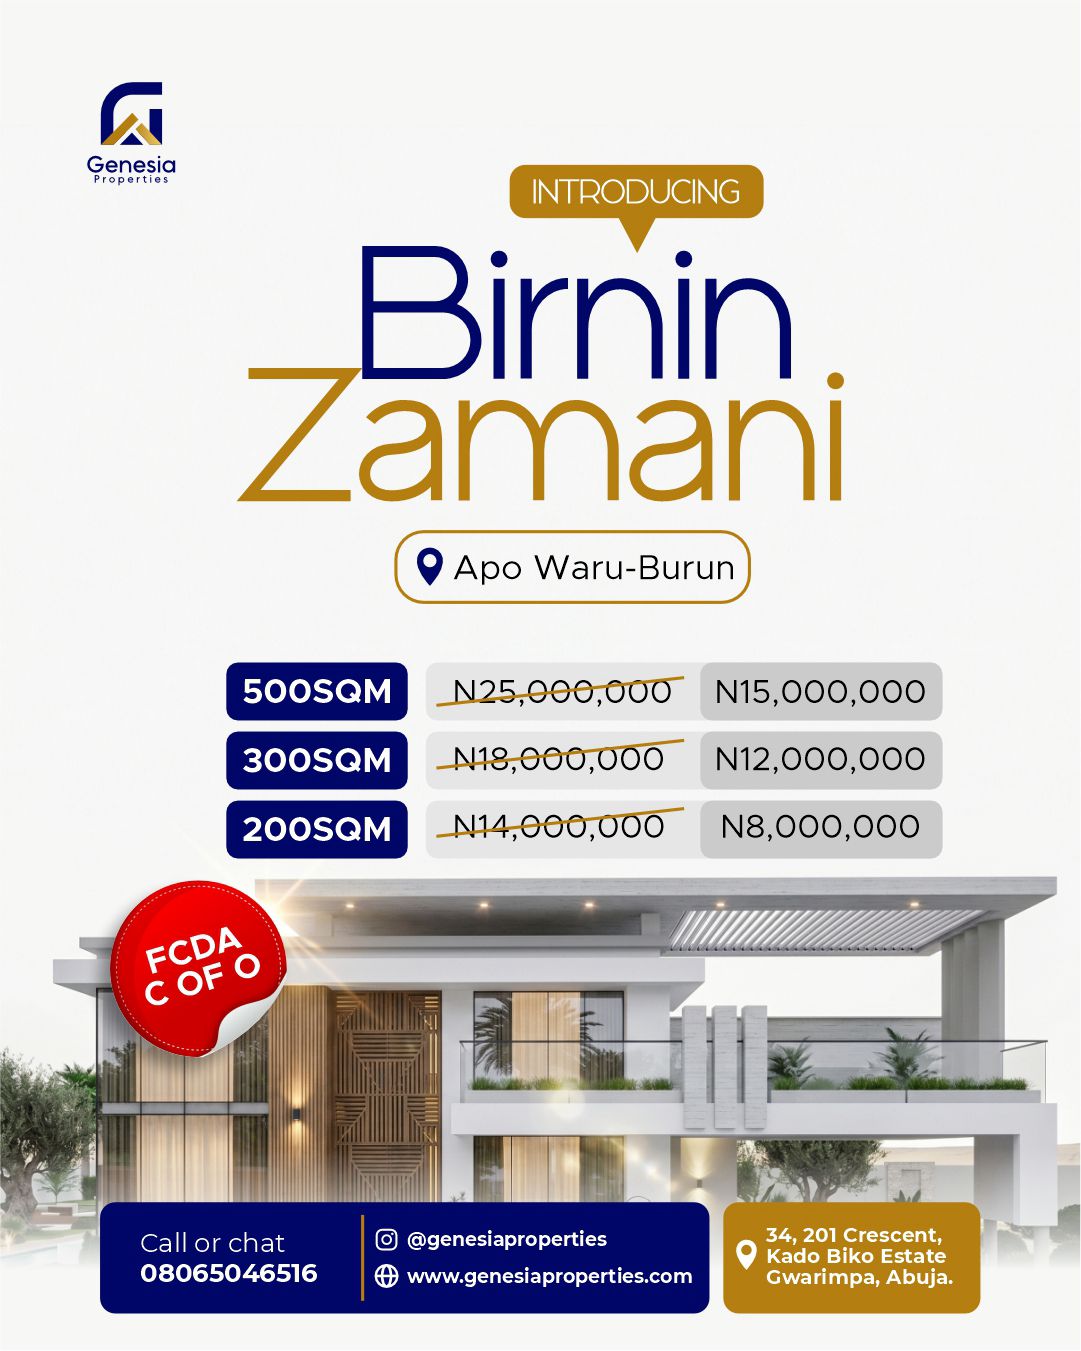 Genesia
Properties
INTRODUCING
Birnin
Zamani
Apo Waru-Burun
500SQM N25,000,000 N15,000,000
300SQM N18,000,000 N12,000,000
200SQM N14,000,000 N8,000,000
FCDA
C OF O
Call or chat
08065046516
@genesiaproperties
www.genesiaproperties.com
34, 201 Crescent,
Kado Biko Estate
Gwarimpa, Abuja.